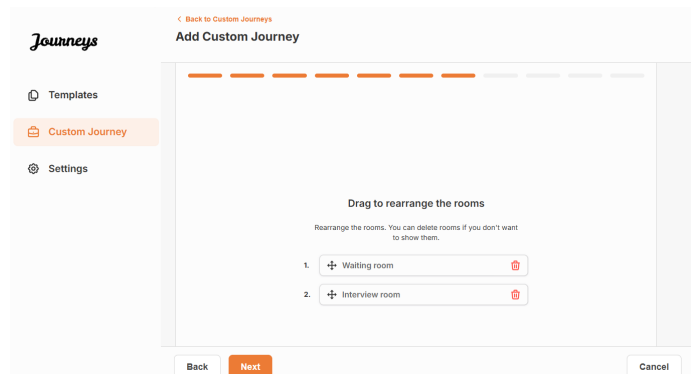 Back to Custom Journeys
Journeys
Add Custom Journey
Templates
Custom Journey
Settings
Drag to rearrange the rooms
Rearrange the rooms. You can delete rooms if you don't want
to show them.
1. Waiting room
2. Interview room
Back Next Cancel